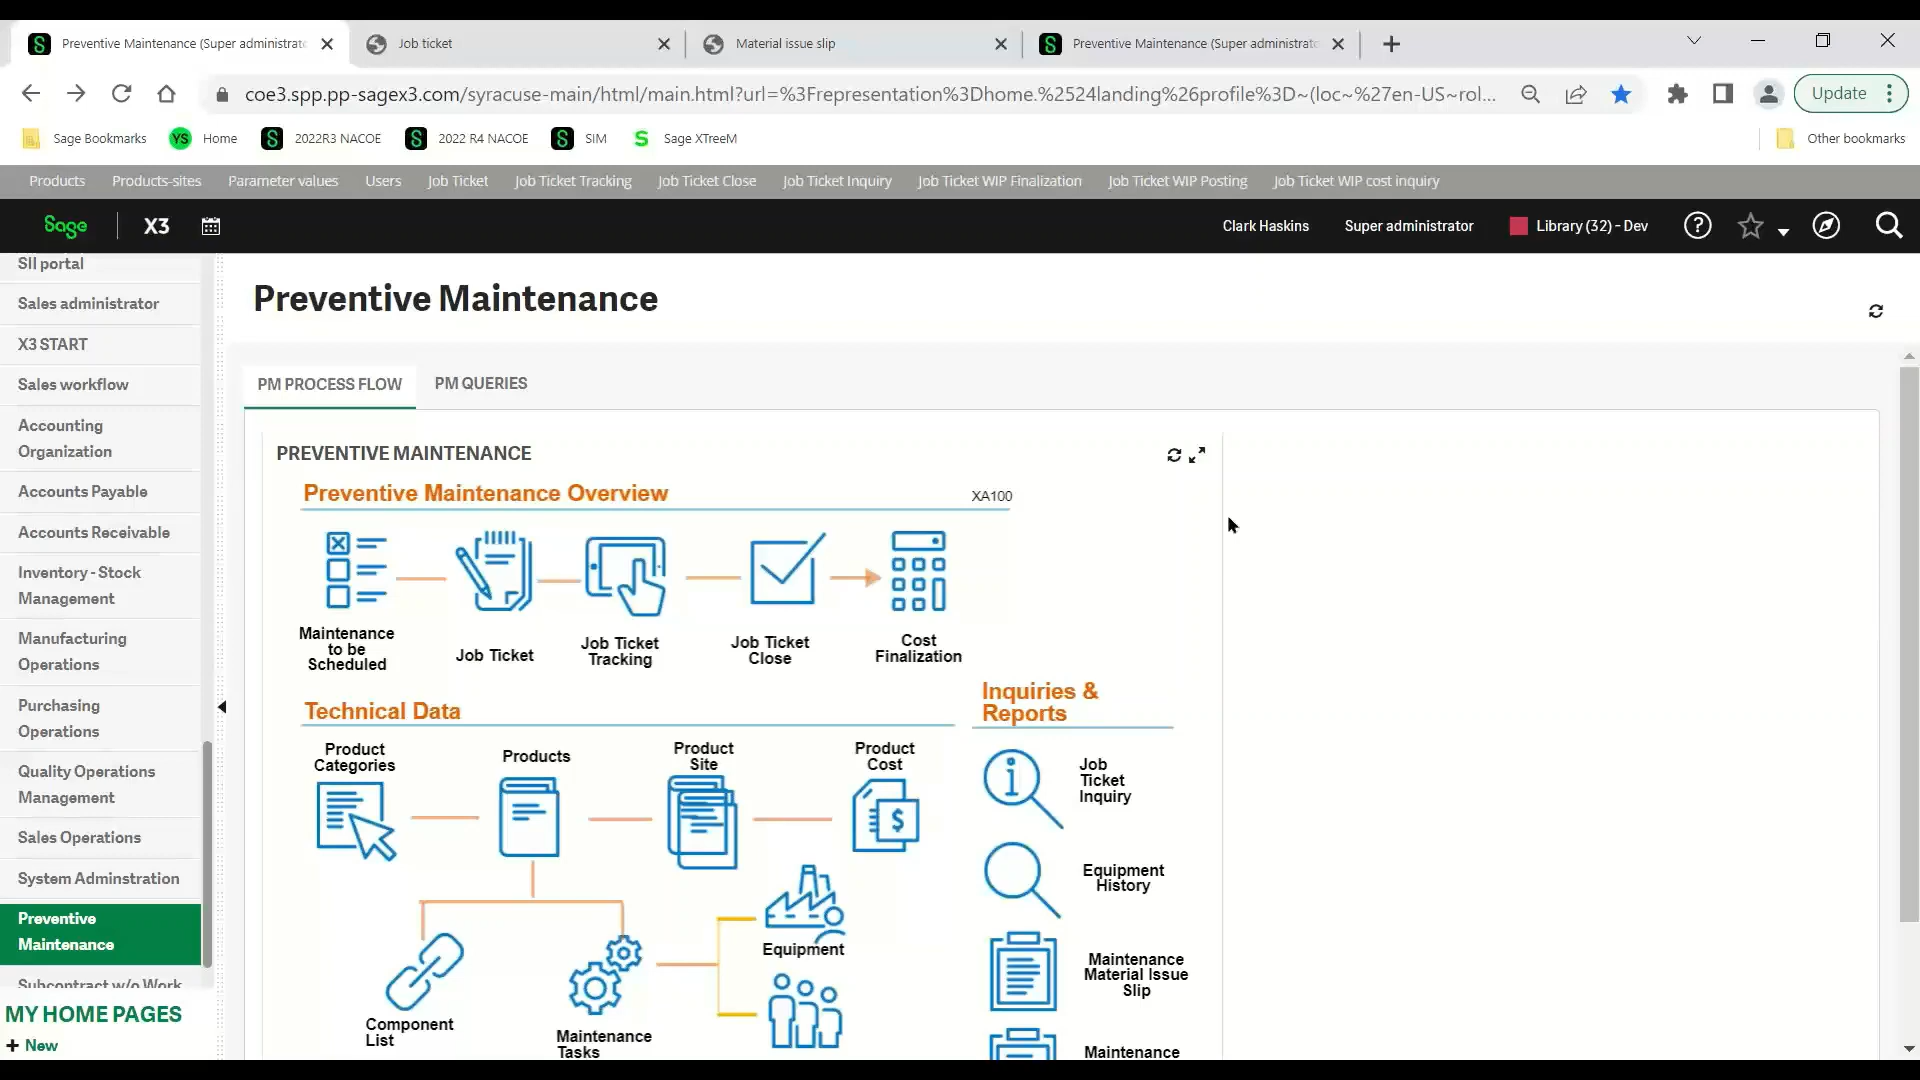 Preventive Maintenance (Super administrato
Job ticket
Material issue slip
Preventive Maintenance (Super administrato
coe3.spp.pp-sagex3.com/syracuse-main/html/main.html?url=%3Frepresentation%3Dhome.%2524landing%26profile%3D~(loc~%27en-US~rol...
Update
Sage Bookmarks
YS Home
2022R3 NACOE
2022 R4 NACOE
SIM
Sage XTreeM
Other bookmarks
Products
Products-sites
Parameter values
Users
Job Ticket
Job Ticket Tracking
Job Ticket Close
Job Ticket Inquiry
Job Ticket WIP Finalization
Job Ticket WIP Posting
Job Ticket WIP cost inquiry
Sage
X3
Clark Haskins
Super administrator
Library (32) - Dev
SII portal
Sales administrator
X3 START
Sales workflow
Accounting
Organization
Accounts Payable
Accounts Receivable
Inventory - Stock
Management
Manufacturing
Operations
Purchasing
Operations
Quality Operations
Management
Sales Operations
System Adminstration
Preventive
Maintenance
Subcontract w/o Work
MY HOME PAGES
+ New
Preventive Maintenance
PM PROCESS FLOW
PM QUERIES
PREVENTIVE MAINTENANCE
Preventive Maintenance Overview
XA100
Maintenance
to be
Scheduled
Job Ticket
Job Ticket
Tracking
Job Ticket
Close
Cost
Finalization
Technical Data
Product
Categories
Products
Product
Site
Product
Cost
Component
List
Maintenance
Tasks
Equipment
Inquiries &
Reports
Job
Ticket
Inquiry
Equipment
History
Maintenance
Material Issue
Slip
Maintenance